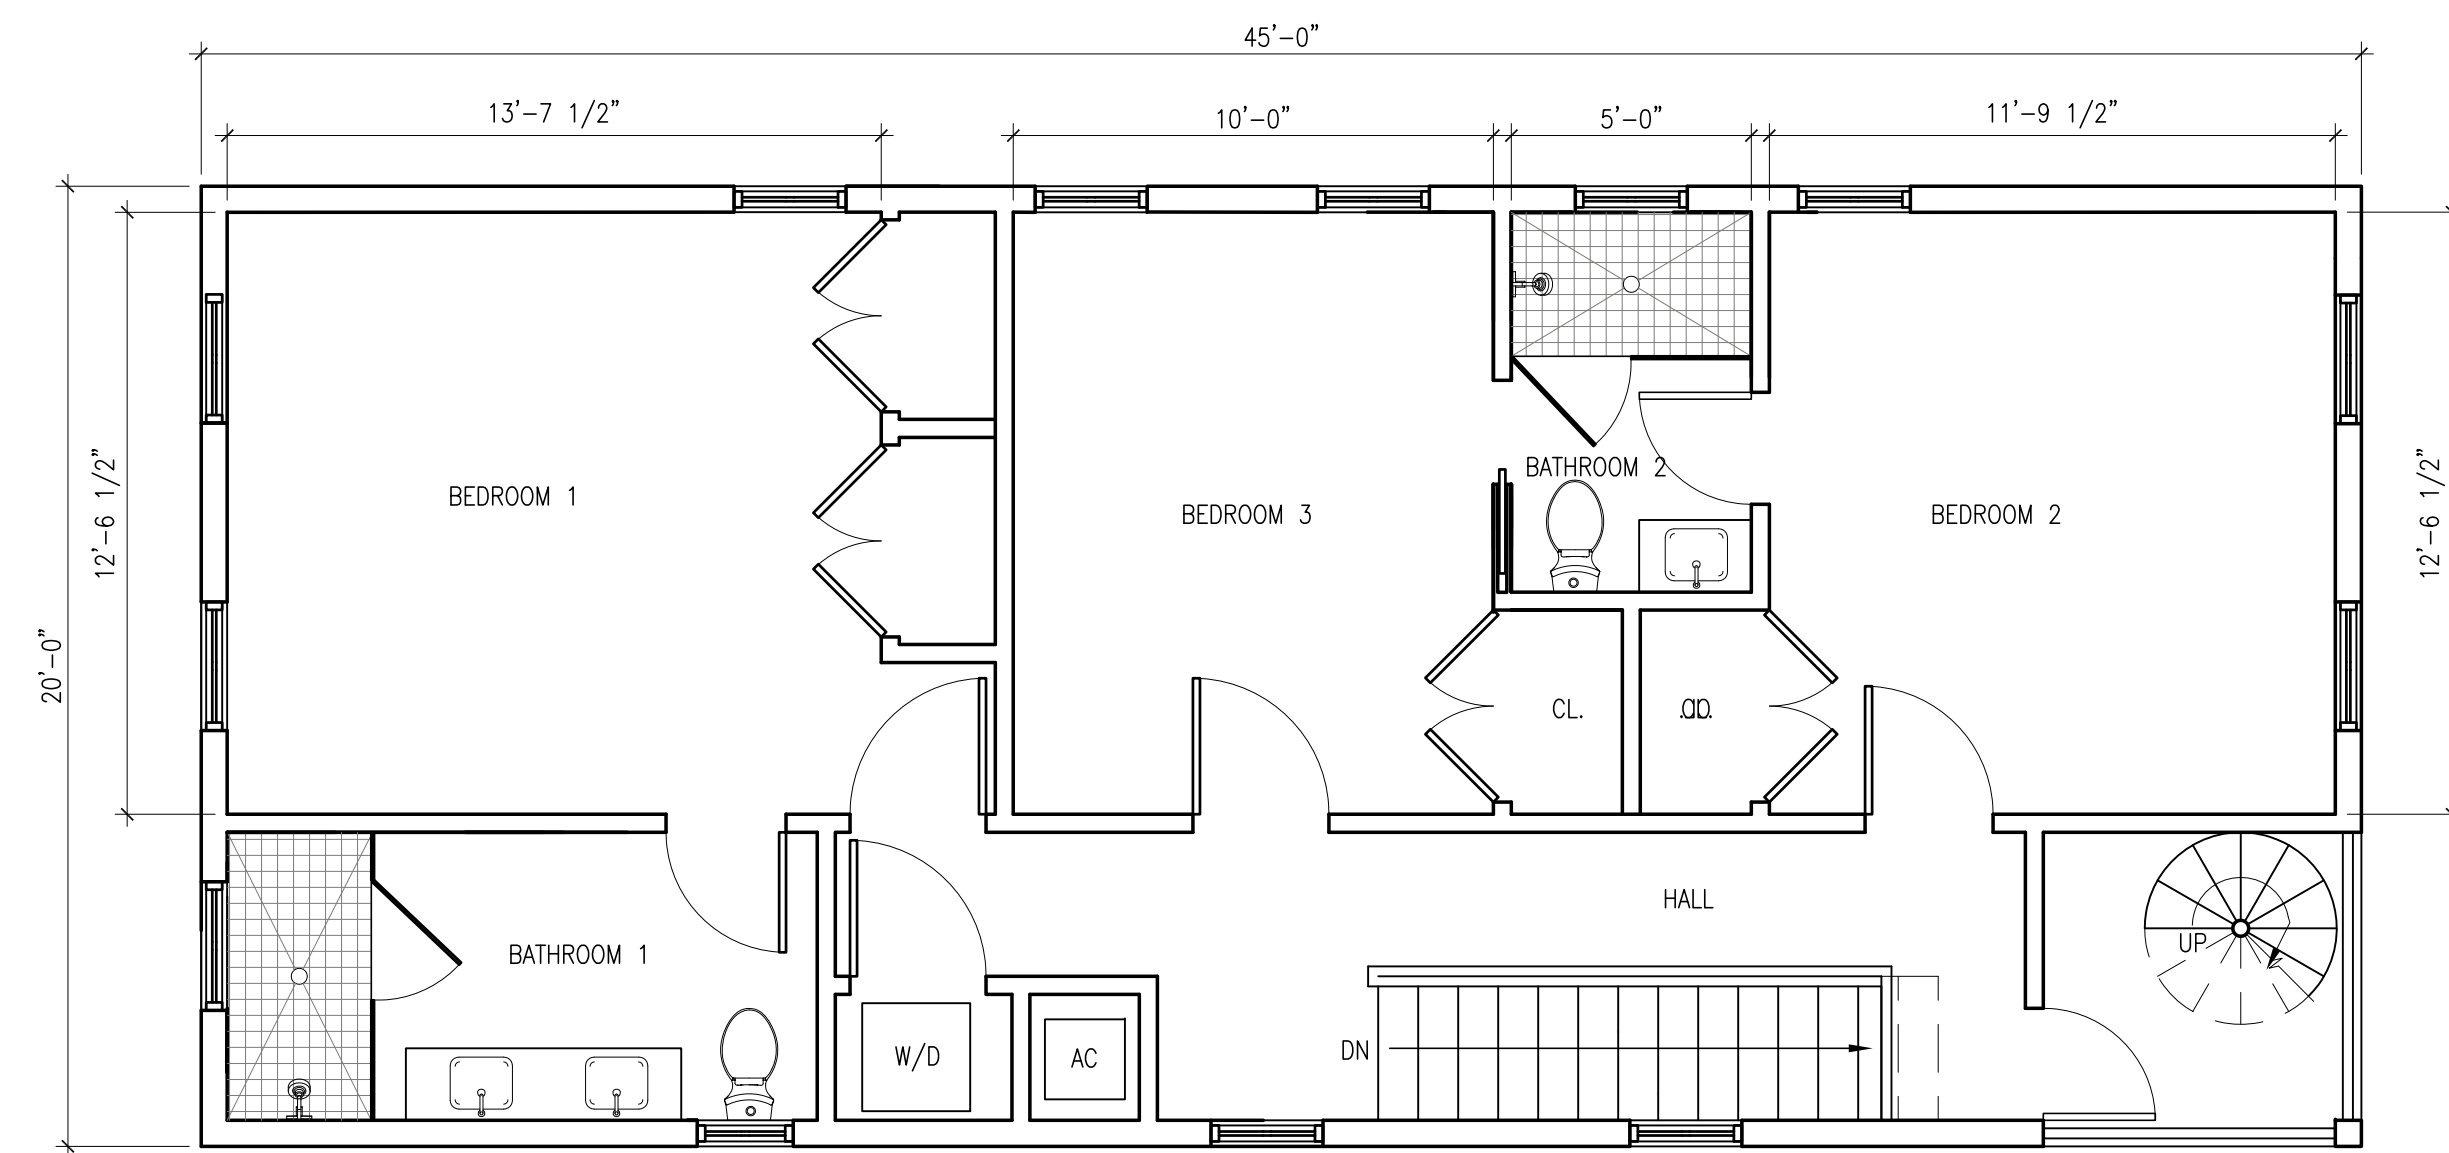 45'-0"
13'-7 1/2"
10'-0"
5'-0"
11'-9 1/2"
12'-6 1/2"
20'-0"
BEDROOM 1
BEDROOM 3
BATHROOM 2
BEDROOM 2
12'-6 1/2"
CL.
HALL
BATHROOM 1
UP
W/D
AC
DN